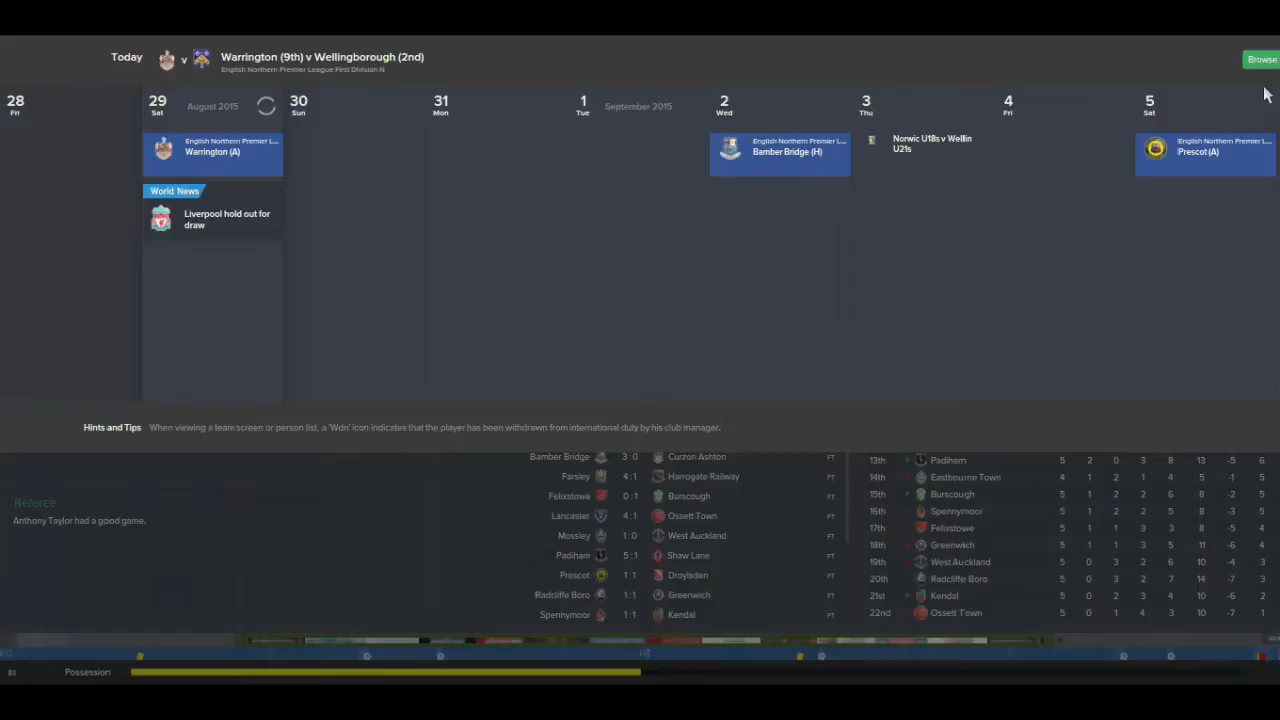 Today
v
Warrington (9th) v Wellingborough (2nd)
English Northern Premier League First Division N
Browse
28
Fri
29
Sat
August 2015
30
Sun
31
Mon
1
Tue
September 2015
2
Wed
3
Thu
4
Fri
5
Sat
English Northern Premier L...
Warrington (A)
English Northern Premier L...
Bamber Bridge (H)
Norwic U18s v Wellin
U21s
English Northern Premier L...
Prescot (A)
World News
Liverpool hold out for
draw
Hints and Tips When viewing a team screen or person list, a 'Wdn' icon indicates that the player has been withdrawn from international duty by his club manager.
Referee
Anthony Taylor had a good game.
Bamber Bridge 3:0 Curzon Ashton FT
Farsley 4:1 Harrogate Railway FT
Felixstowe 0:1 Burscough FT
Lancaster 4:1 Ossett Town FT
Mossley 1:0 West Auckland FT
Padiham 5:1 Shaw Lane FT
Prescot 1:1 Droylsden FT
Radcliffe Boro 1:1 Greenwich FT
Spennymoor 1:1 Kendal FT
13th Padiham 5 2 0 3 8 13 -5 6
14th Eastbourne Town 4 1 2 1 4 5 -1 5
15th Burscough 5 1 2 2 6 8 -2 5
16th Spennymoor 5 1 2 2 5 8 -3 5
17th Felixstowe 5 1 1 3 3 8 -5 4
18th Greenwich 5 1 1 3 5 11 -6 4
19th West Auckland 5 0 3 2 6 10 -4 3
20th Radcliffe Boro 5 0 3 2 7 14 -7 3
21st Kendal 5 0 2 3 4 10 -6 2
22nd Ossett Town 5 0 1 4 3 10 -7 1
KO
HT
Possession